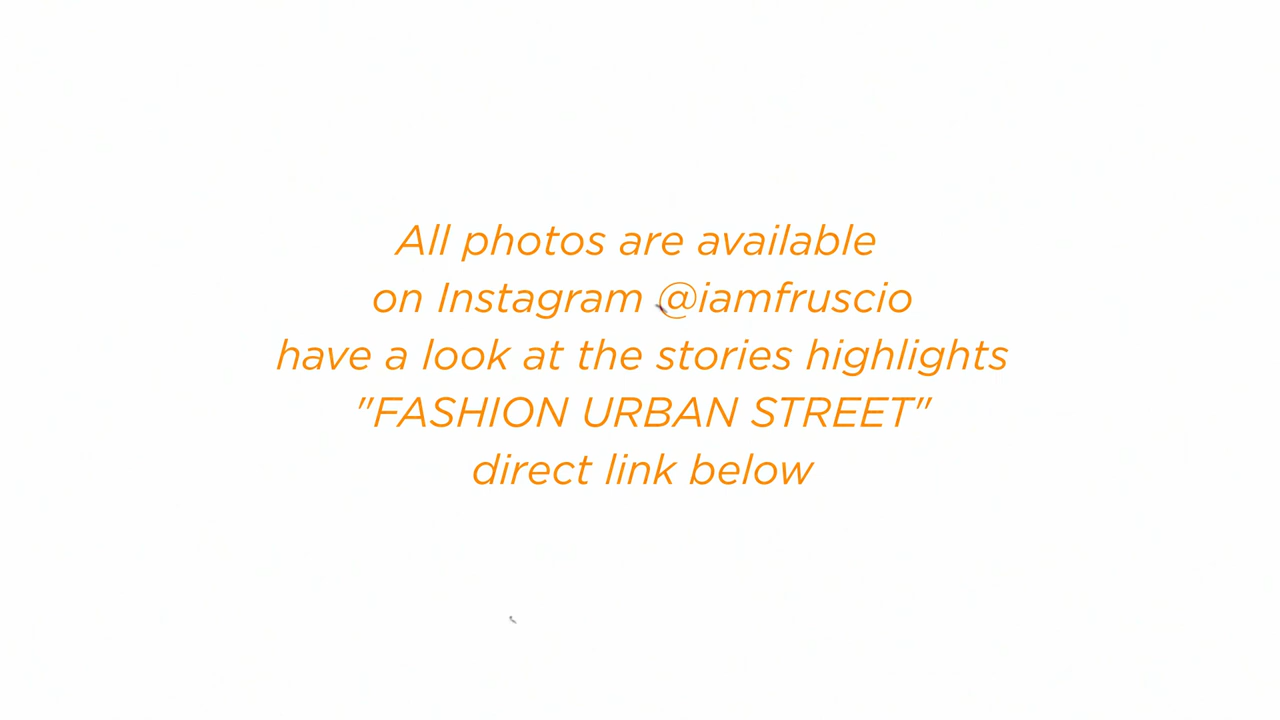 All photos are available
on Instagram @iamfruscio
have a look at the stories highlights
"FASHION URBAN STREET"
direct link below